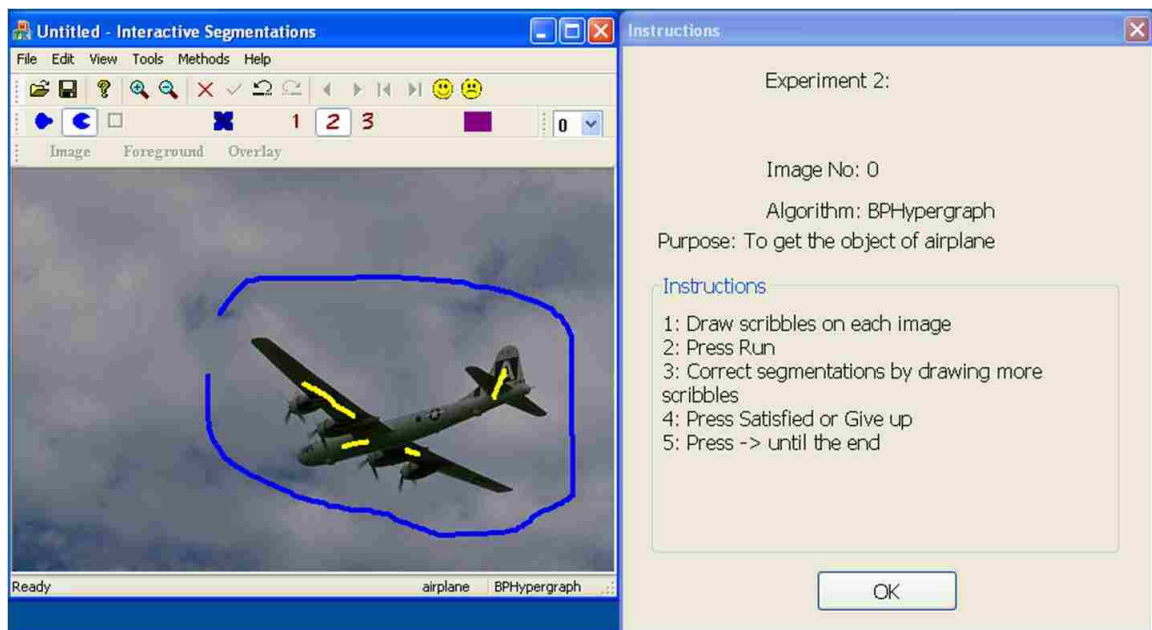 Untitled - Interactive Segmentations
File Edit View Tools Methods Help
1 2 3 0
Image Foreground Overlay
A
Ready airplane BPHypergraph
Instructions
Experiment 2:
Image No: 0
Algorithm: BPHypergraph
Purpose: To get the object of airplane
Instructions
1: Draw scribbles on each image
2: Press Run
3: Correct segmentations by drawing more
scribbles
4: Press Satisfied or Give up
5: Press -> until the end
OK